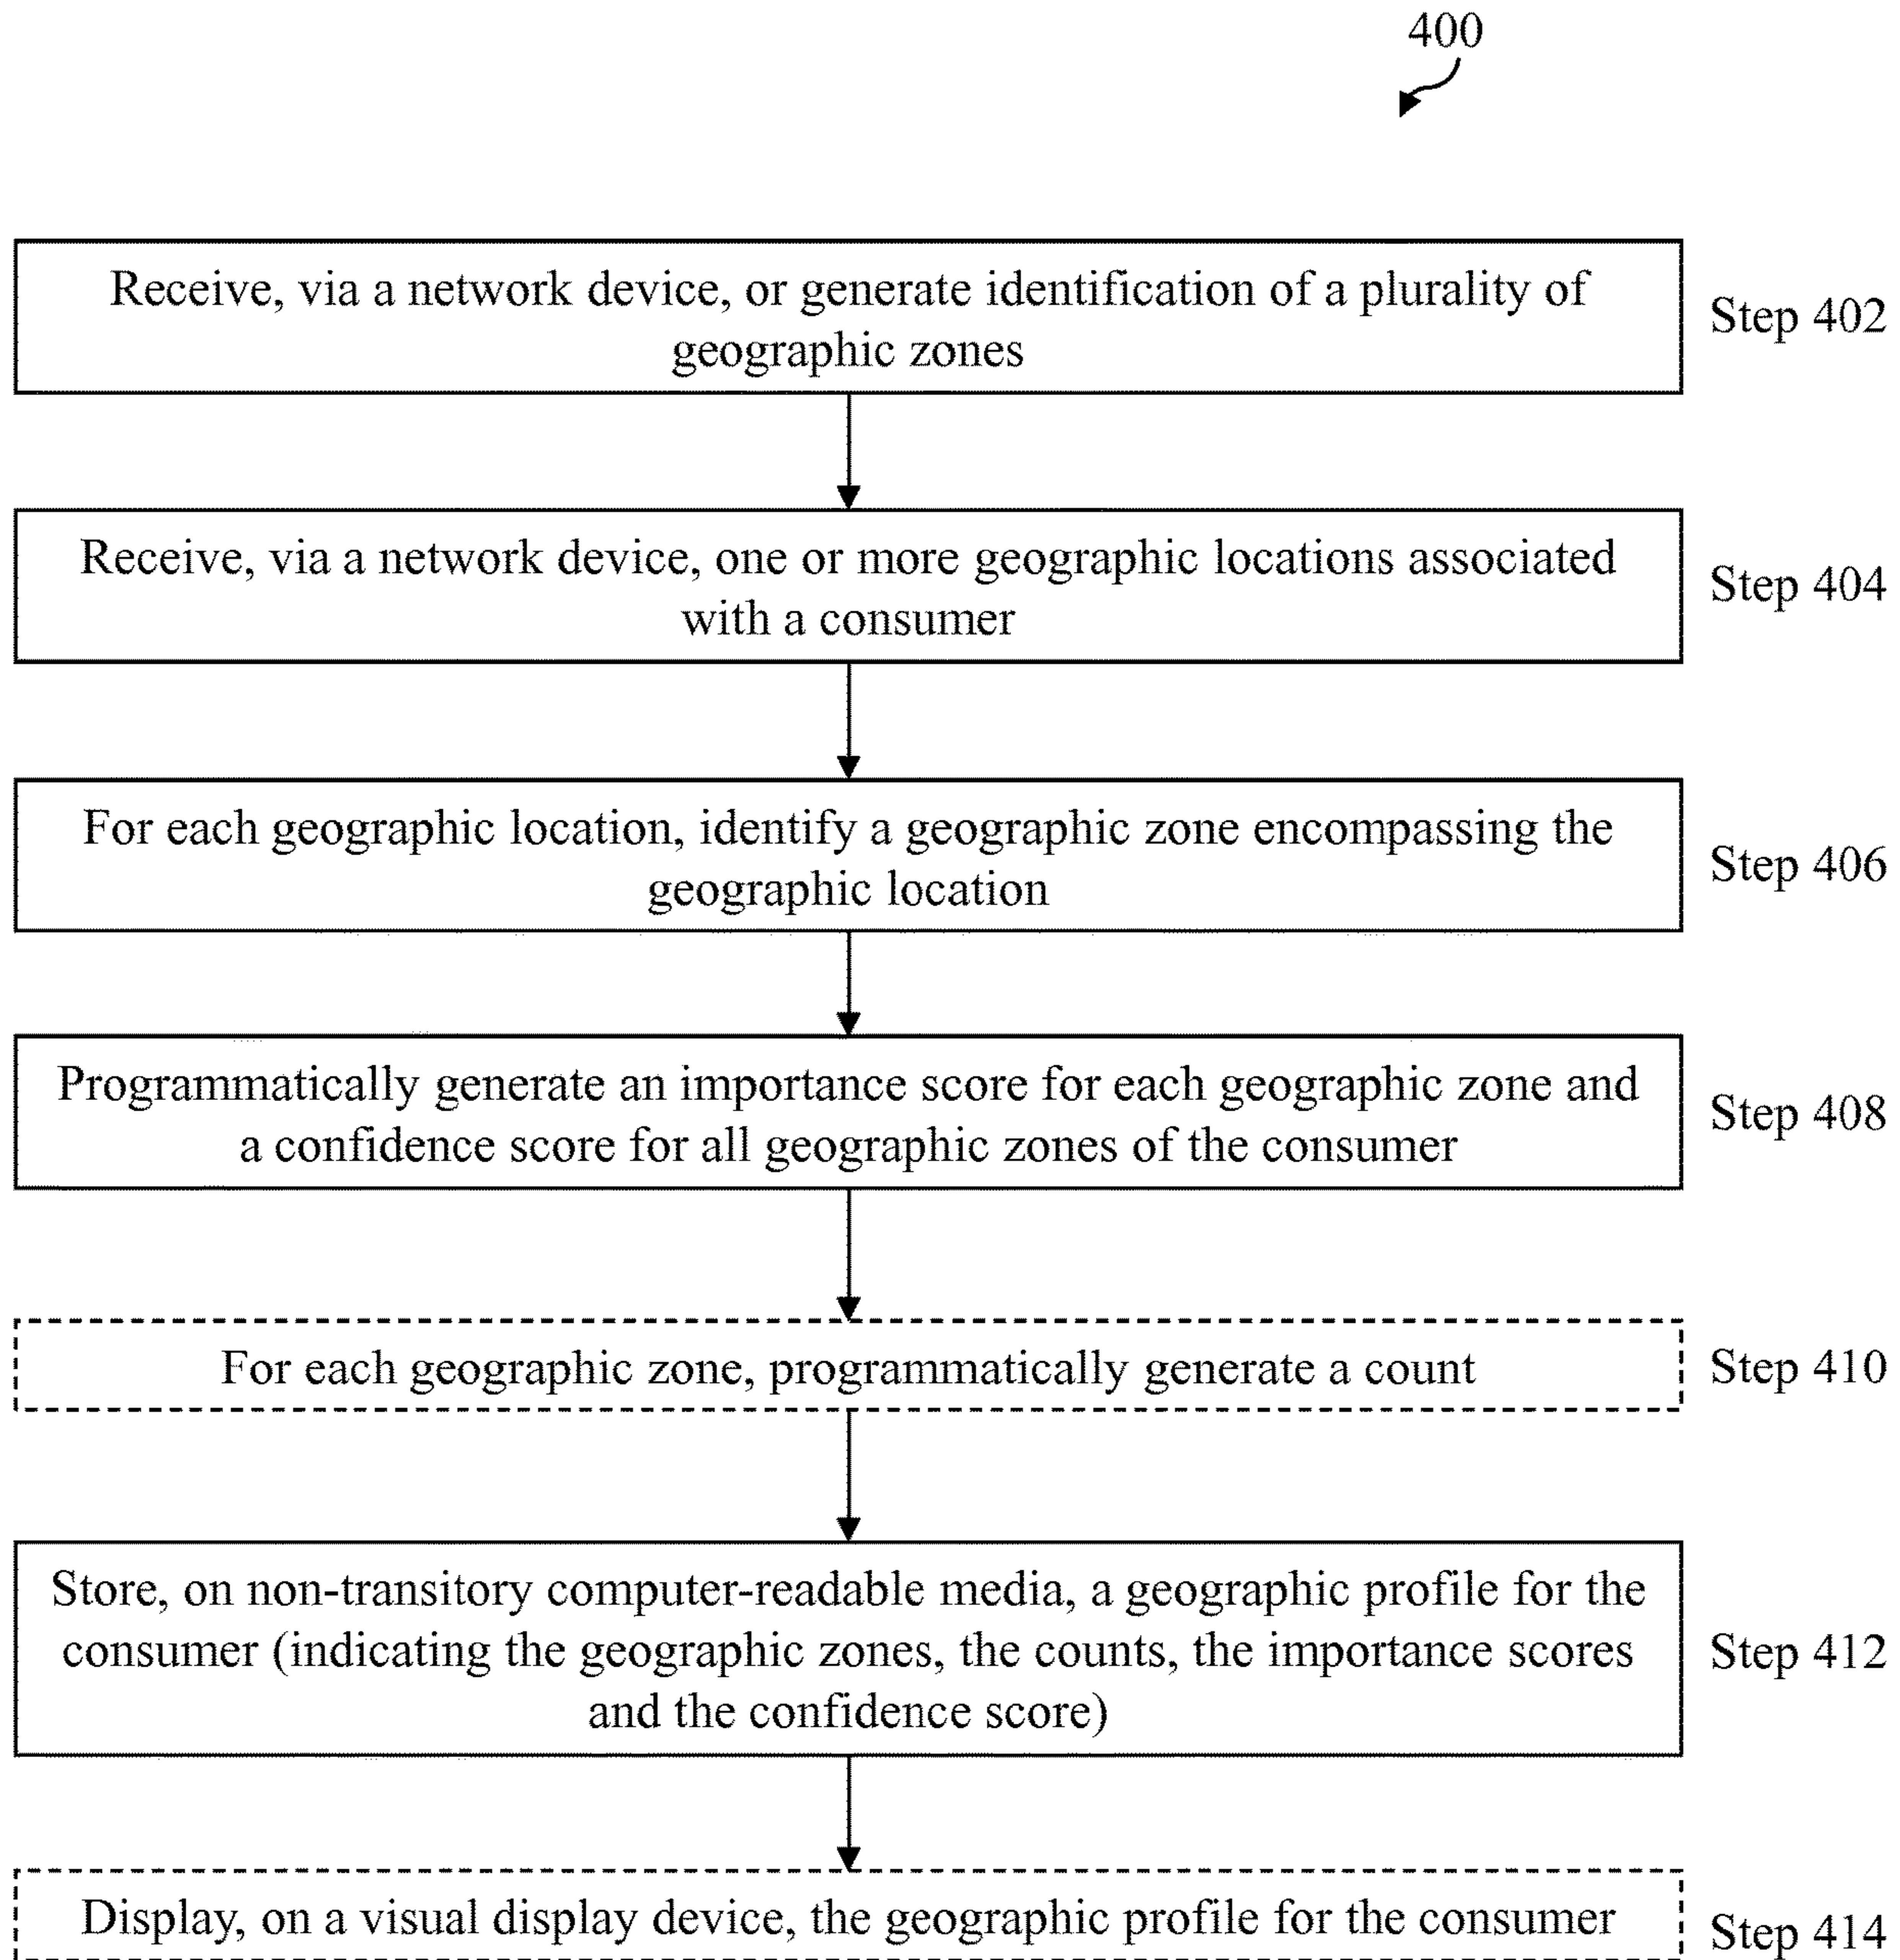 400
Receive, via a network device, or generate identification of a plurality of
geographic zones
Step 402
Receive, via a network device, one or more geographic locations associated
with a consumer
Step 404
For each geographic location, identify a geographic zone encompassing the
geographic location
Step 406
Programmatically generate an importance score for each geographic zone and
a confidence score for all geographic zones of the consumer
Step 408
For each geographic zone, programmatically generate a count
Step 410
Store, on non-transitory computer-readable media, a geographic profile for the
consumer (indicating the geographic zones, the counts, the importance scores
and the confidence score)
Step 412
Display, on a visual display device, the geographic profile for the consumer
Step 414